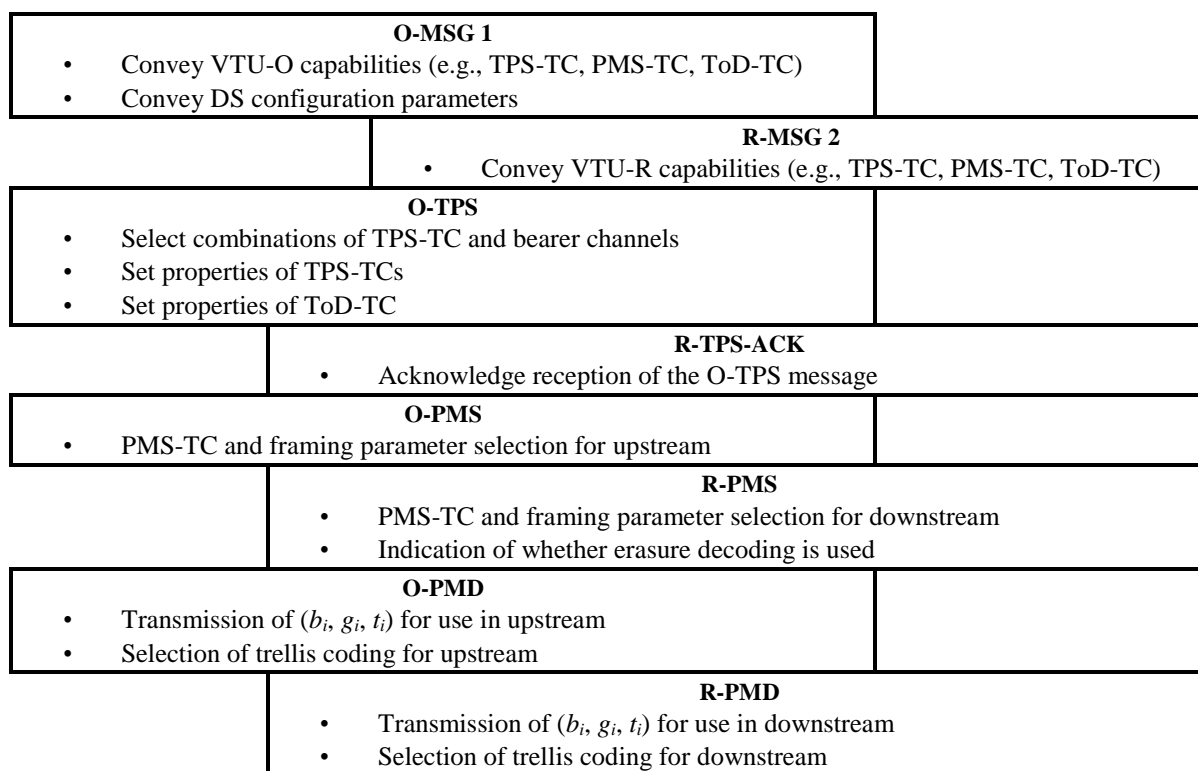 O-MSG 1
• Convey VTU-O capabilities (e.g., TPS-TC, PMS-TC, ToD-TC)
• Convey DS configuration parameters
R-MSG 2
• Convey VTU-R capabilities (e.g., TPS-TC, PMS-TC, ToD-TC)
O-TPS
• Select combinations of TPS-TC and bearer channels
• Set properties of TPS-TCs
• Set properties of ToD-TC
R-TPS-ACK
• Acknowledge reception of the O-TPS message
O-PMS
• PMS-TC and framing parameter selection for upstream
R-PMS
• PMS-TC and framing parameter selection for downstream
• Indication of whether erasure decoding is used
O-PMD
• Transmission of (bi, gi, ti) for use in upstream
• Selection of trellis coding for upstream
R-PMD
• Transmission of (bi, gi, ti) for use in downstream
• Selection of trellis coding for downstream